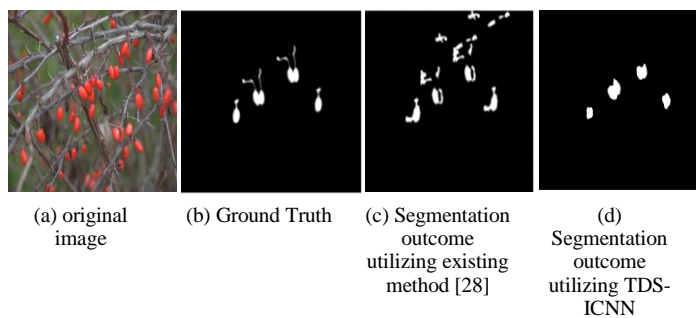 (a) original
image
(b) Ground Truth
(c) Segmentation
outcome
utilizing existing
method [28]
(d)
Segmentation
outcome
utilizing TDS-
ICNN